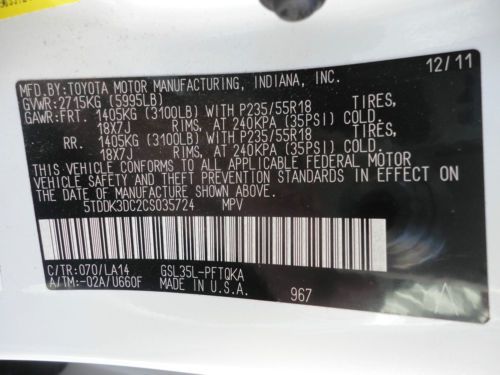 MFD.BY:TOYOTA MOTOR MANUFACTURING, INDIANA, INC. 12/11
GVWR:2715KG (5995LB)
GAWR:FRT. 1405KG (3100LB) WITH P235/55R18 TIRES,
18X7J RIMS, AT 240KPA (35PSI) COLD.
RR. 1405KG (3100LB) WITH P235/55R18 TIRES,
18X7J RIMS, AT 240KPA (35PSI) COLD.
THIS VEHICLE CONFORMS TO ALL APPLICABLE FEDERAL MOTOR
VEHICLE SAFETY AND THEFT PREVENTION STANDARDS IN EFFECT ON
THE DATE OF MANUFACTURE SHOWN ABOVE.
5TDDK3DC2CS035724 MPV
C/TR:070/LA14 GSL35L-PFTQKA
A/TM:-02A/U660F MADE IN U.S.A. 967